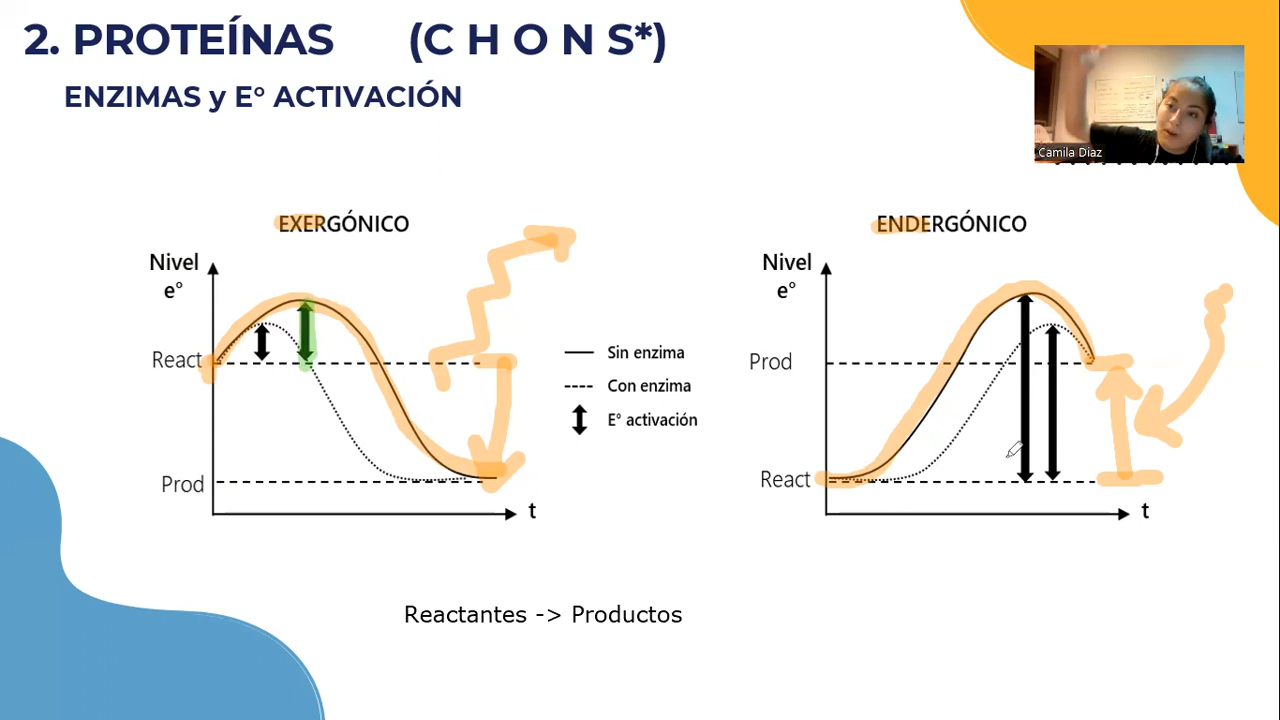 2. PROTEÍNAS (C H O N S*)
ENZIMAS y E° ACTIVACIÓN
Camila Díaz
EXERGÓNICO
Nivel
e°
React
Prod
t
Sin enzima
Con enzima
E° activación
ENDERGÓNICO
Nivel
e°
Prod
React
t
Reactantes -> Productos